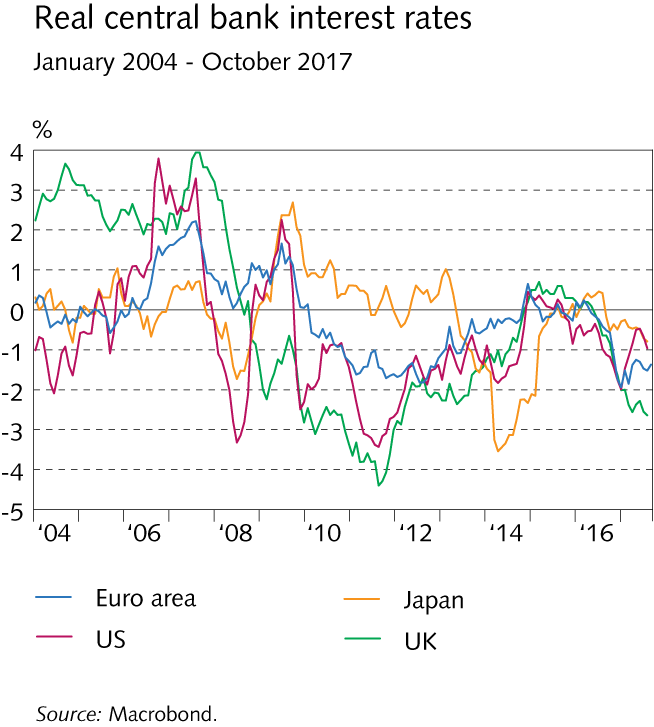 Real central bank interest rates
January 2004 - October 2017
%
4
3
2
1
0
-1
-2
-3
-4
-5
‘04 ‘06 ‘08 ‘10 ‘12 ‘14 ‘16
Euro area Japan
US UK
Source: Macrobond.